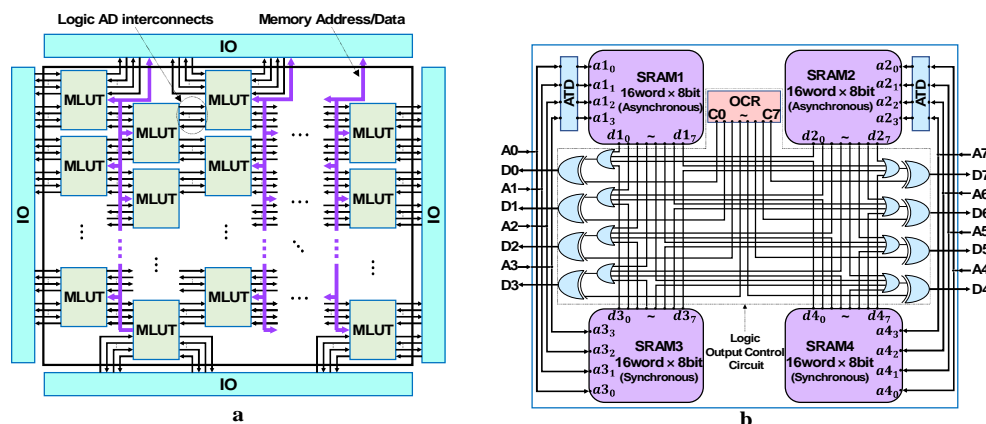 Logic AD interconnects
Memory Address/Data
IO
IO
IO
IO
MLUT
MLUT
MLUT
MLUT
MLUT
MLUT
MLUT
MLUT
MLUT
MLUT
MLUT
MLUT
a
SRAM1
16word × 8bit
(Asynchronous)
SRAM2
16word × 8bit
(Asynchronous)
OCR
C0 ~ C7
ATD
ATD
a1₀
a1₁
a1₂
a1₃
a2₀
a2₁
a2₂
a2₃
d1₀ ~ d1₇
d2₀ ~ d2₇
A0
D0
A1
D1
A2
D2
A3
D3
A7
D7
A6
D6
A5
D5
A4
D4
d3₀ ~ d3₇
d4₀ ~ d4₇
a3₃
a3₂
a3₁
a3₀
SRAM3
16word × 8bit
(Synchronous)
Logic
Output Control
Circuit
SRAM4
16word × 8bit
(Synchronous)
a4₃
a4₂
a4₁
a4₀
b